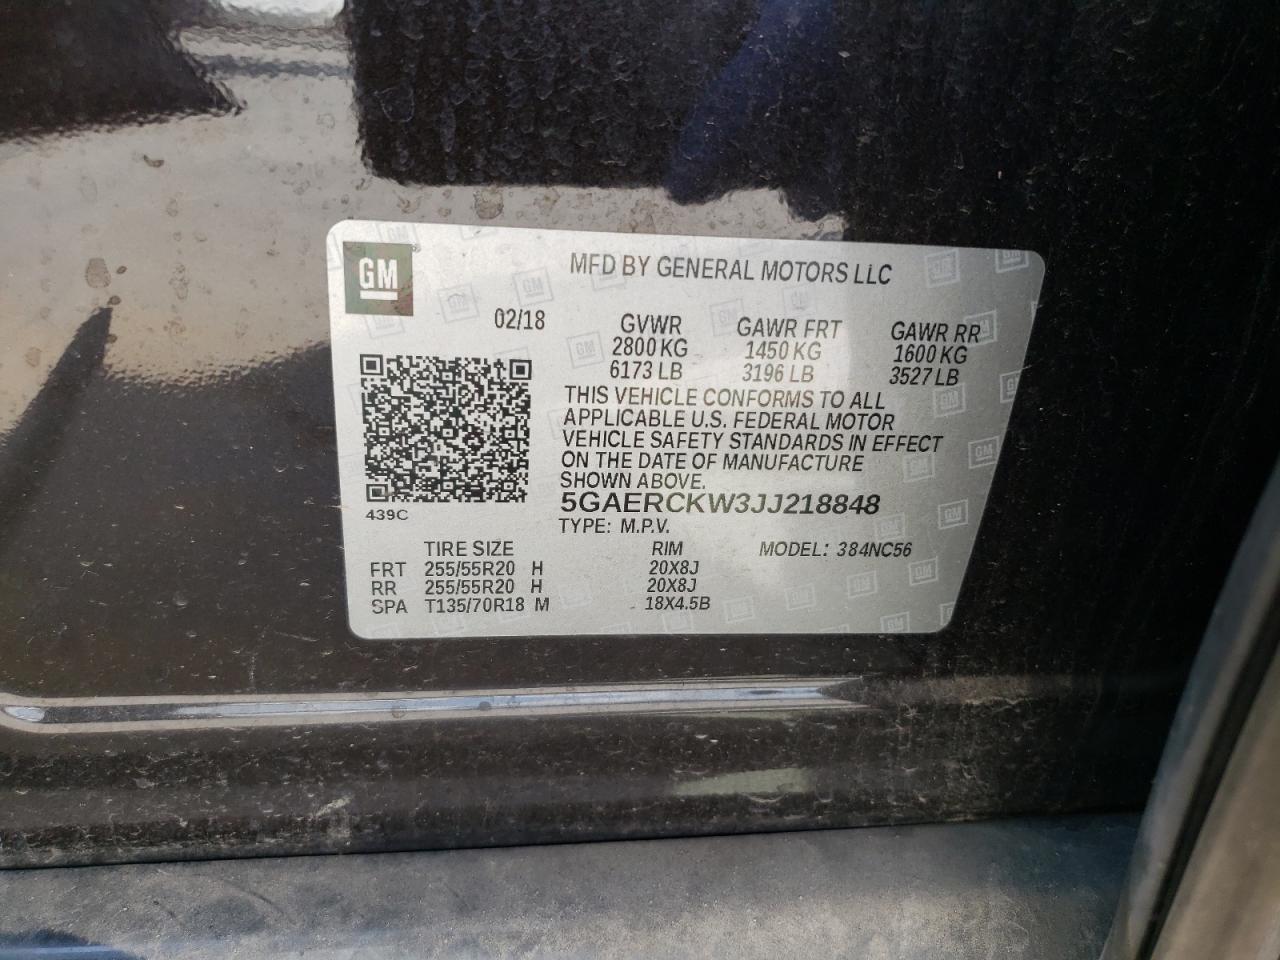 GM
MFD BY GENERAL MOTORS LLC
02/18
GVWR GAWR FRT GAWR RR
2800 KG 1450 KG 1600 KG
6173 LB 3196 LB 3527 LB
THIS VEHICLE CONFORMS TO ALL
APPLICABLE U.S. FEDERAL MOTOR
VEHICLE SAFETY STANDARDS IN EFFECT
ON THE DATE OF MANUFACTURE
SHOWN ABOVE.
5GAERCKW3JJ218848
439C
TYPE: M.P.V.
TIRE SIZE RIM MODEL: 384NC56
FRT 255/55R20 H 20X8J
RR 255/55R20 H 20X8J
SPA T135/70R18 M 18X4.5B